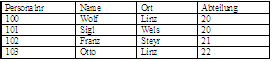 Personalnr Name Ort Abteilung
100 Wolf Linz 20
101 Sigl Wels 20
102 Franz Steyr 21
103 Otto Linz 22